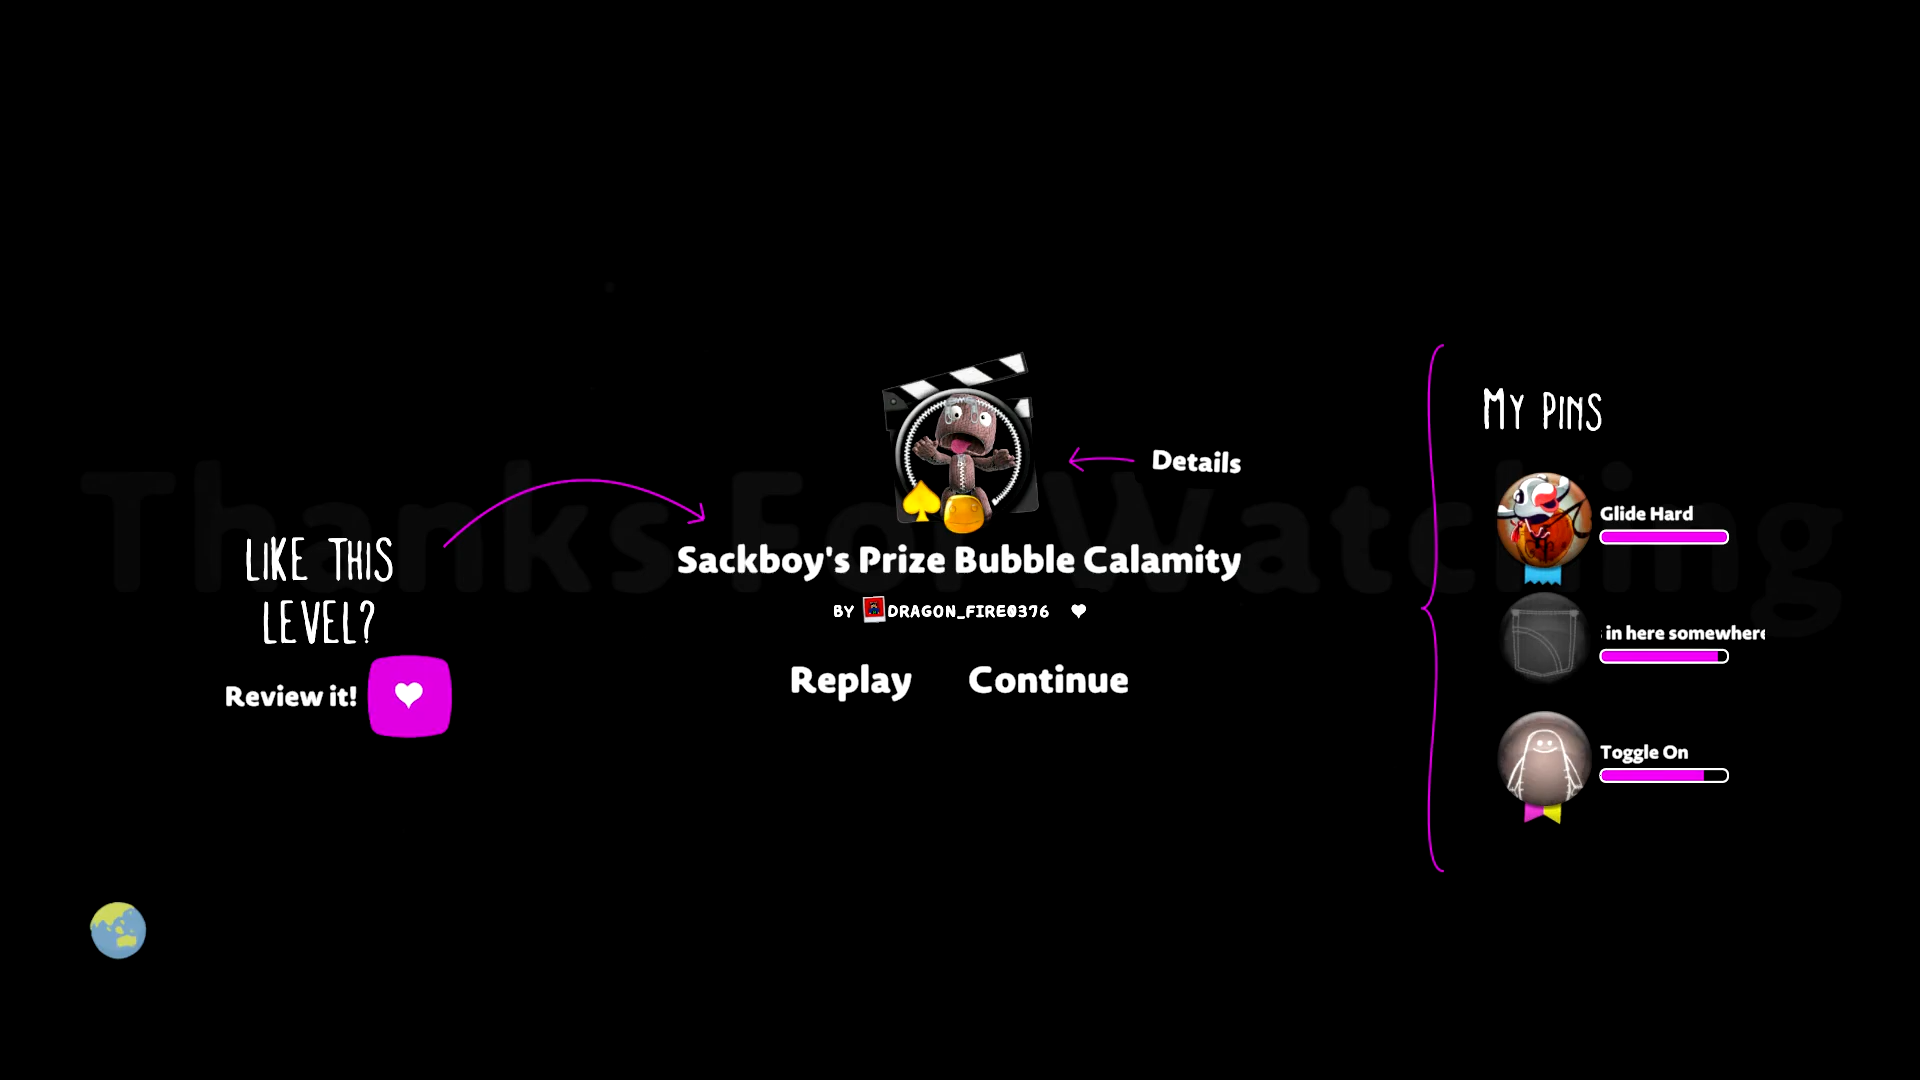 Thanks For Watching
LIKE THIS
LEVEL?
Review it!
Details
Sackboy's Prize Bubble Calamity
BY DRAGON_FIRE0376
Replay
Continue
MY PINS
Glide Hard
in here somewhere
Toggle On